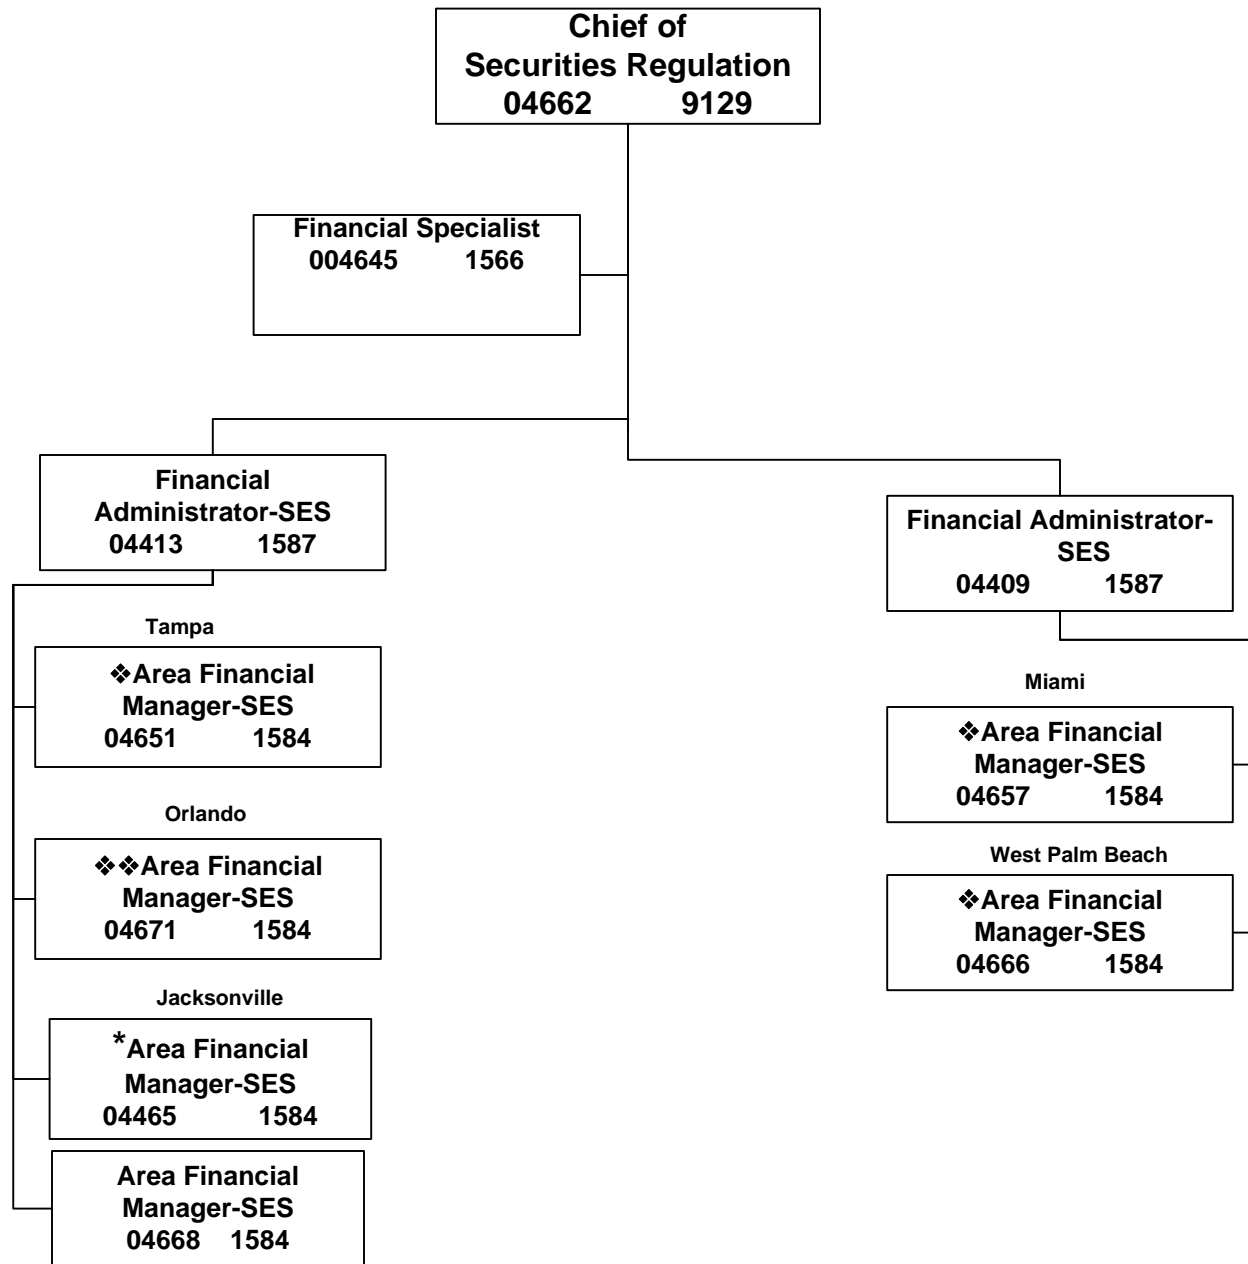 Chief of
Securities Regulation
04662 9129
Financial Specialist
004645 1566
Financial
Administrator-SES
04413 1587
Tampa
❖Area Financial
Manager-SES
04651 1584
Orlando
❖❖Area Financial
Manager-SES
04671 1584
Jacksonville
*Area Financial
Manager-SES
04465 1584
Area Financial
Manager-SES
04668 1584
Financial Administrator-
SES
04409 1587
Miami
❖Area Financial
Manager-SES
04657 1584
West Palm Beach
❖Area Financial
Manager-SES
04666 1584